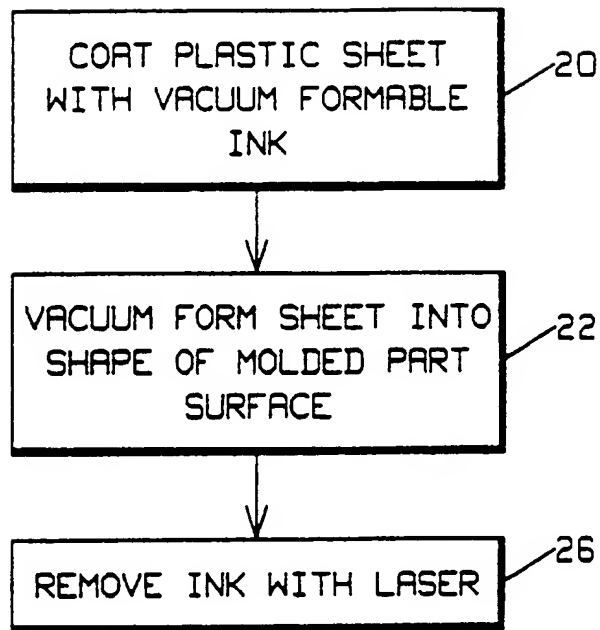 COAT PLASTIC SHEET
WITH VACUUM FORMABLE
INK
20
VACUUM FORM SHEET INTO
SHAPE OF MOLDED PART
SURFACE
22
REMOVE INK WITH LASER
26